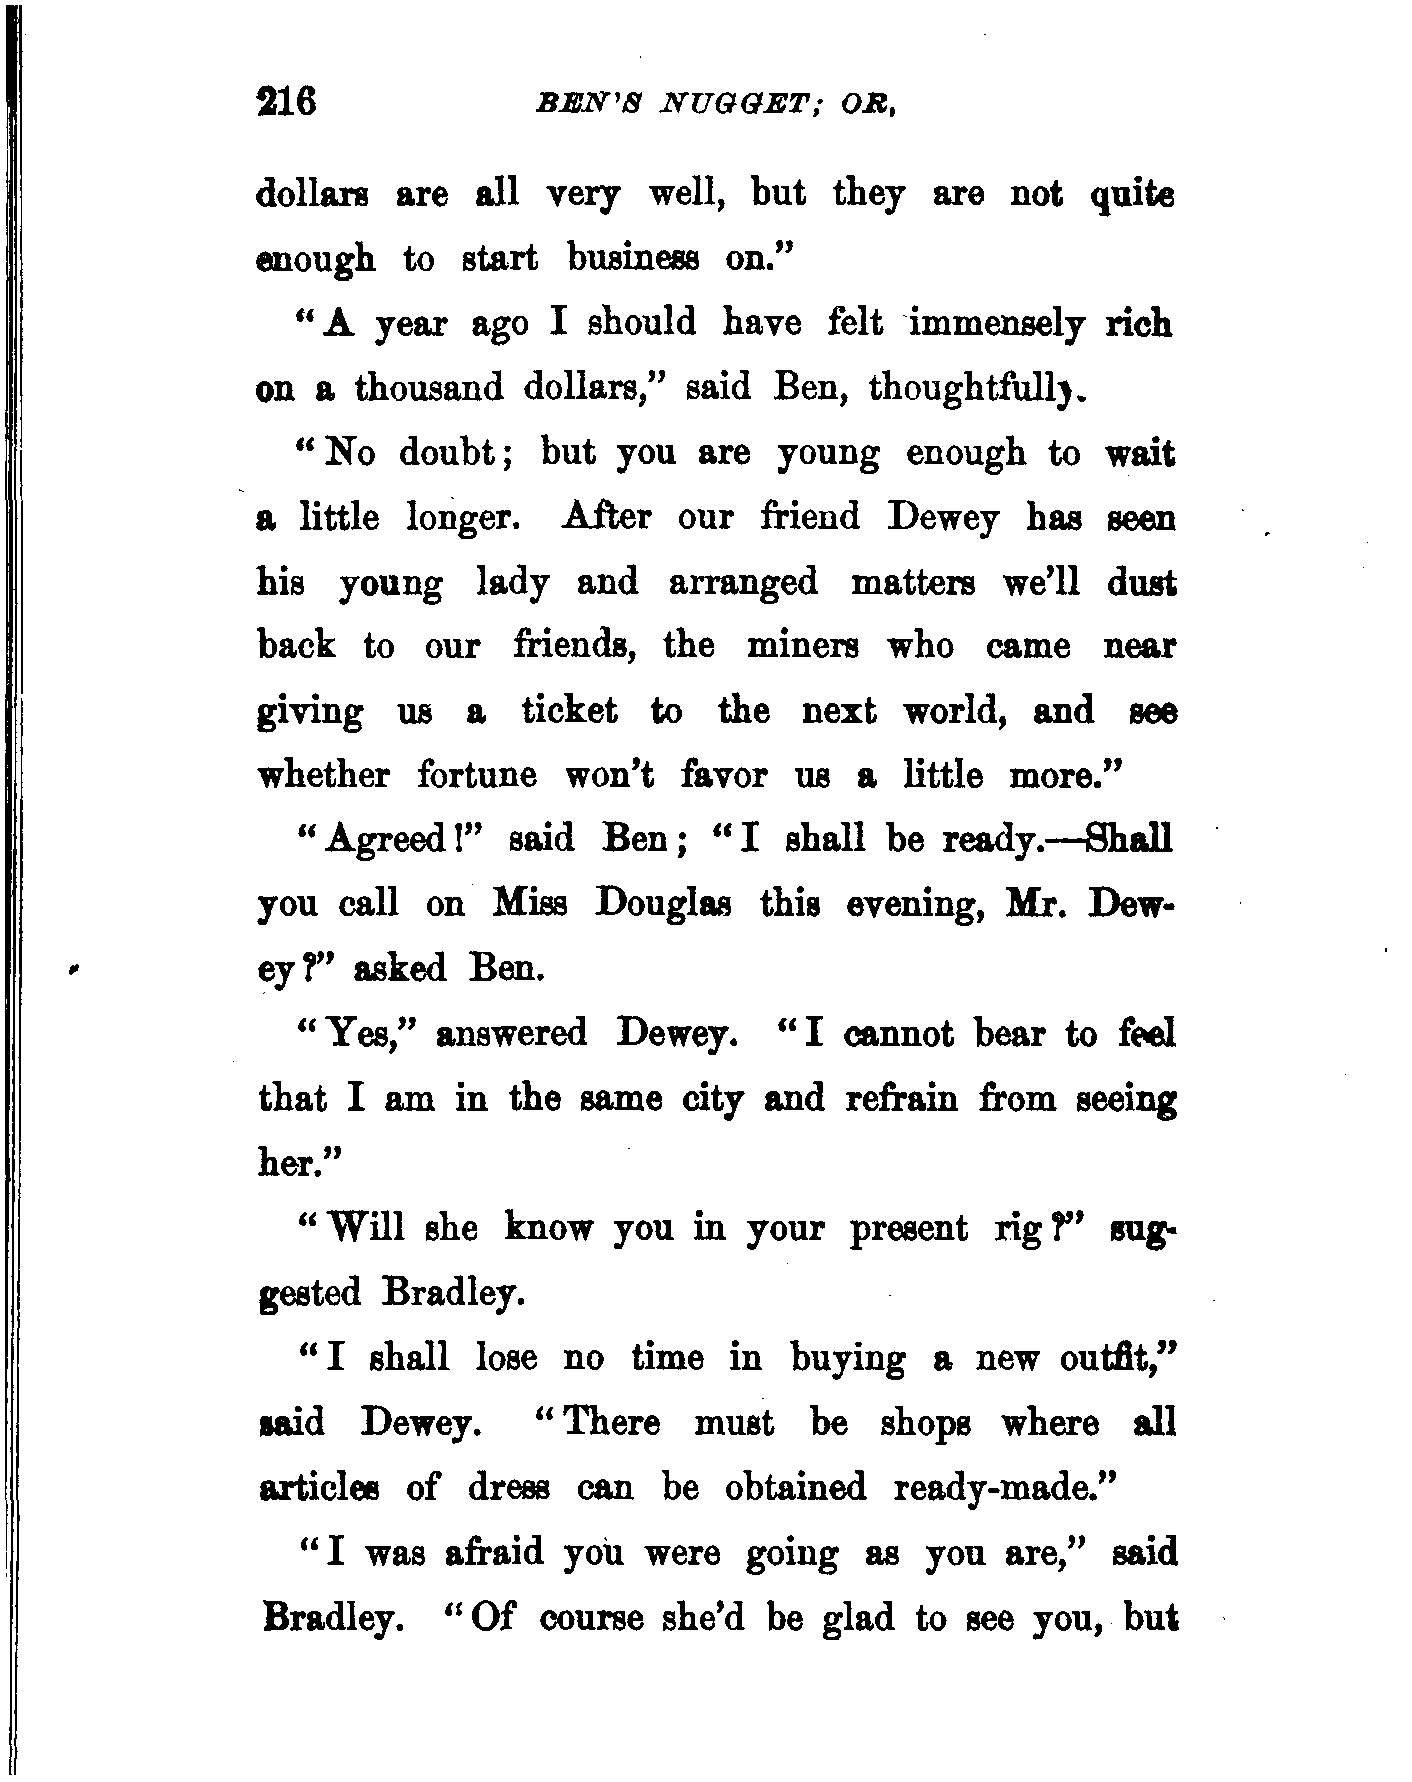 216 BEN'S NUGGET; OR,
dollars are all very well, but they are not quite
enough to start business on."
"A year ago I should have felt immensely rich
on a thousand dollars," said Ben, thoughtfully.
"No doubt; but you are young enough to wait
a little longer. After our friend Dewey has seen
his young lady and arranged matters we'll dust
back to our friends, the miners who came near
giving us a ticket to the next world, and see
whether fortune won't favor us a little more."
"Agreed!" said Ben; "I shall be ready.—Shall
you call on Miss Douglas this evening, Mr. Dew-
ey?" asked Ben.
"Yes," answered Dewey. "I cannot bear to feel
that I am in the same city and refrain from seeing
her."
"Will she know you in your present rig?" sug-
gested Bradley.
"I shall lose no time in buying a new outfit,"
said Dewey. "There must be shops where all
articles of dress can be obtained ready-made."
"I was afraid you were going as you are," said
Bradley. "Of course she'd be glad to see you, but